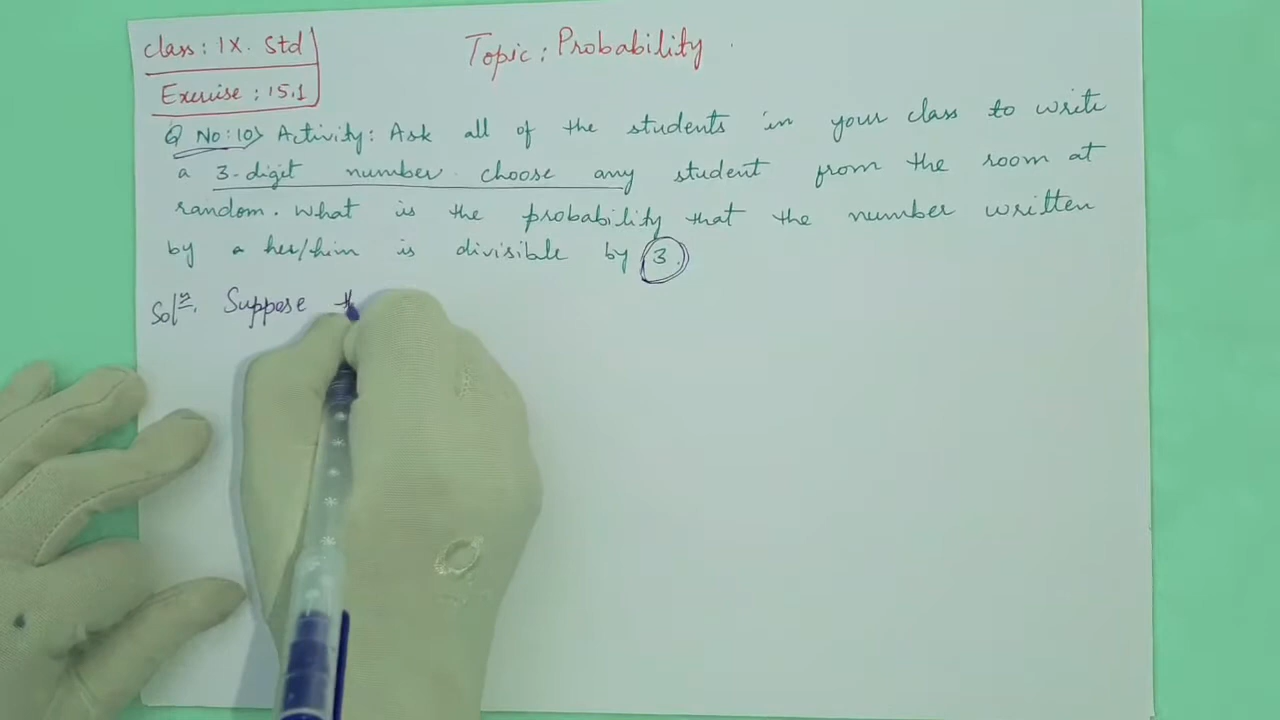 class: IX. Std
Exercise: 15.1
Topic: Probability
Q No:10> Activity: Ask all of the students in your class to write
a 3-digit number. choose any student from the room at
random. What is the probability that the number written
by a her/him is divisible by 3.
Soln. Suppose